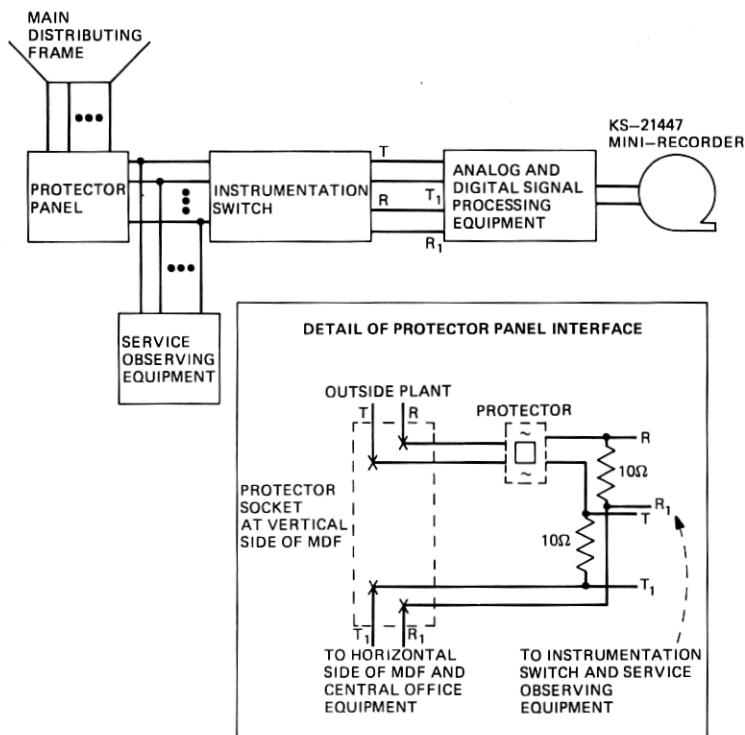 MAIN
DISTRIBUTING
FRAME
PROTECTOR
PANEL
INSTRUMENTATION
SWITCH
T
T1
R
R1
ANALOG AND
DIGITAL SIGNAL
PROCESSING
EQUIPMENT
KS–21447
MINI–RECORDER
SERVICE
OBSERVING
EQUIPMENT
DETAIL OF PROTECTOR PANEL INTERFACE
OUTSIDE PLANT
T R
PROTECTOR
~
~
R
10Ω
R1
T
10Ω
T1
PROTECTOR
SOCKET
AT VERTICAL
SIDE OF MDF
T1 R1
TO HORIZONTAL
SIDE OF MDF AND
CENTRAL OFFICE
EQUIPMENT
TO INSTRUMENTATION
SWITCH AND SERVICE
OBSERVING
EQUIPMENT